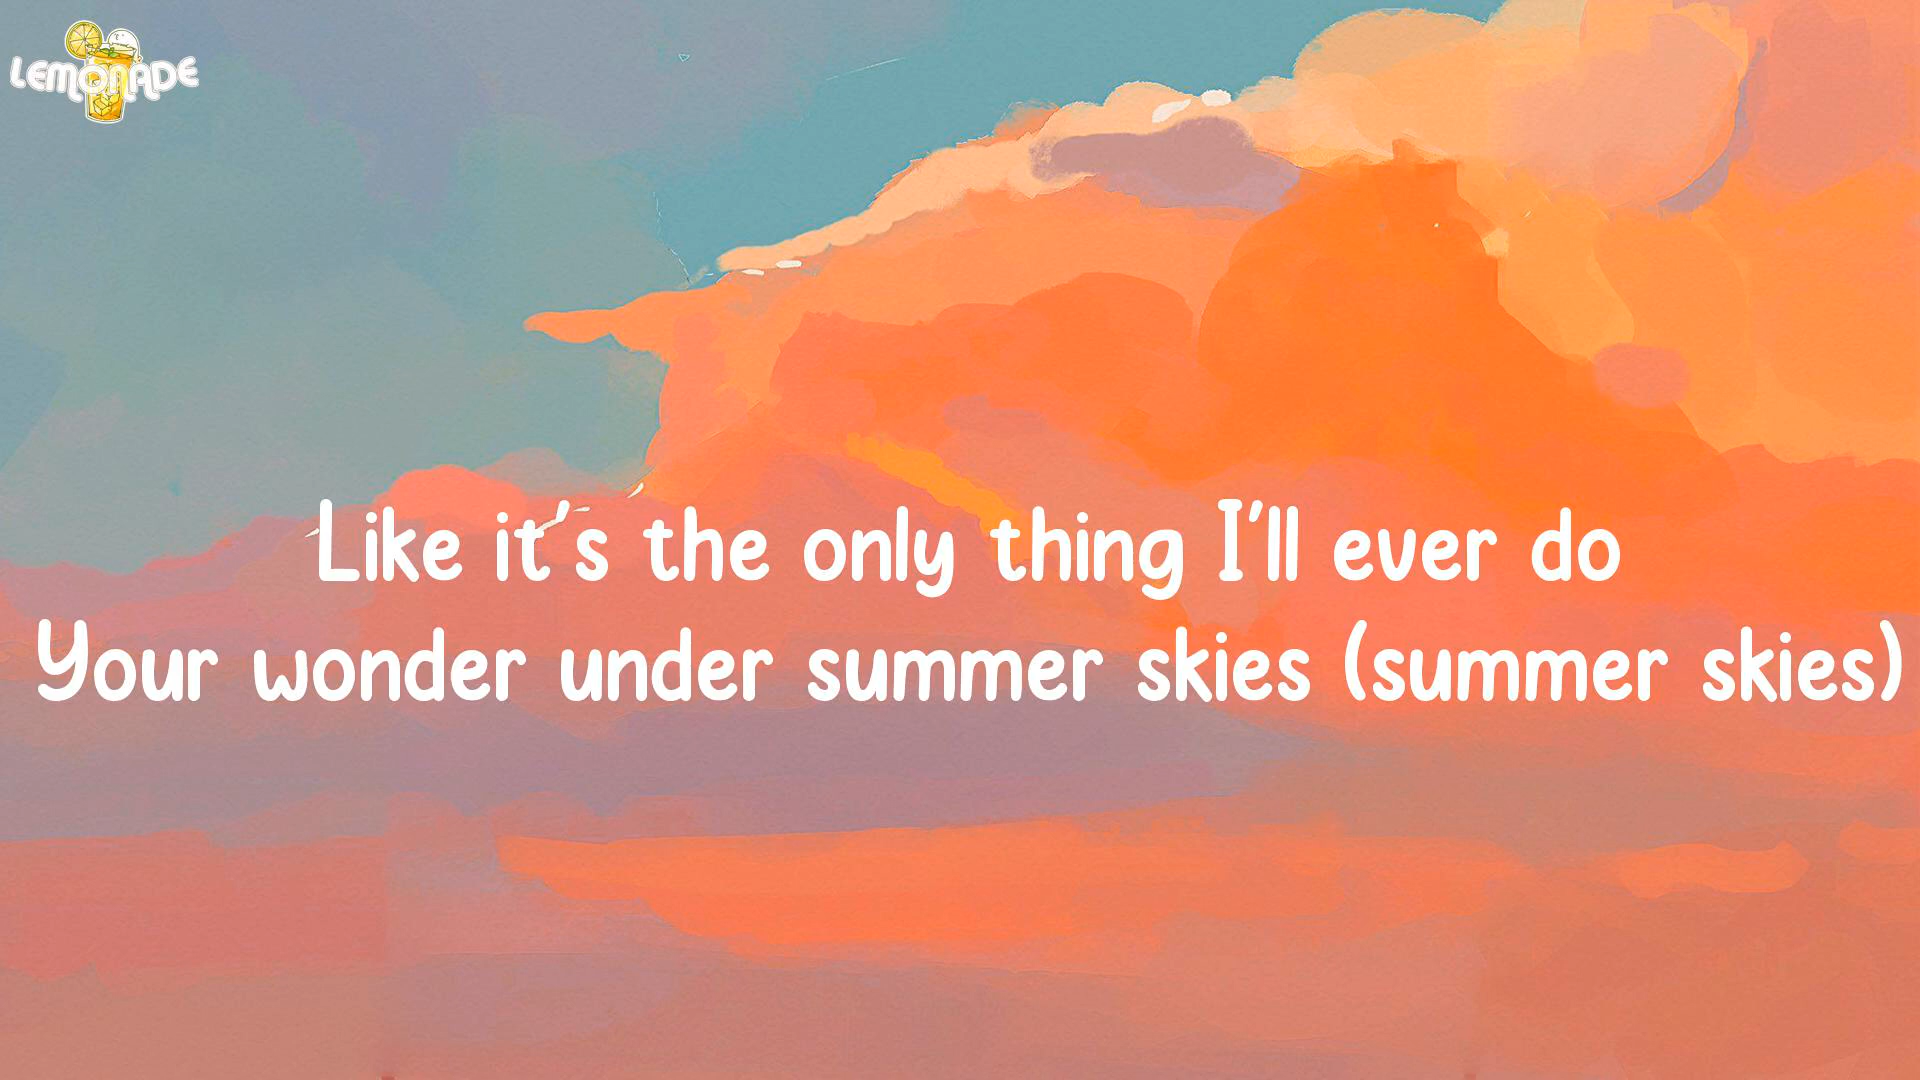 LEMONADE
Like it's the only thing I'll ever do
Your wonder under summer skies (summer skies)